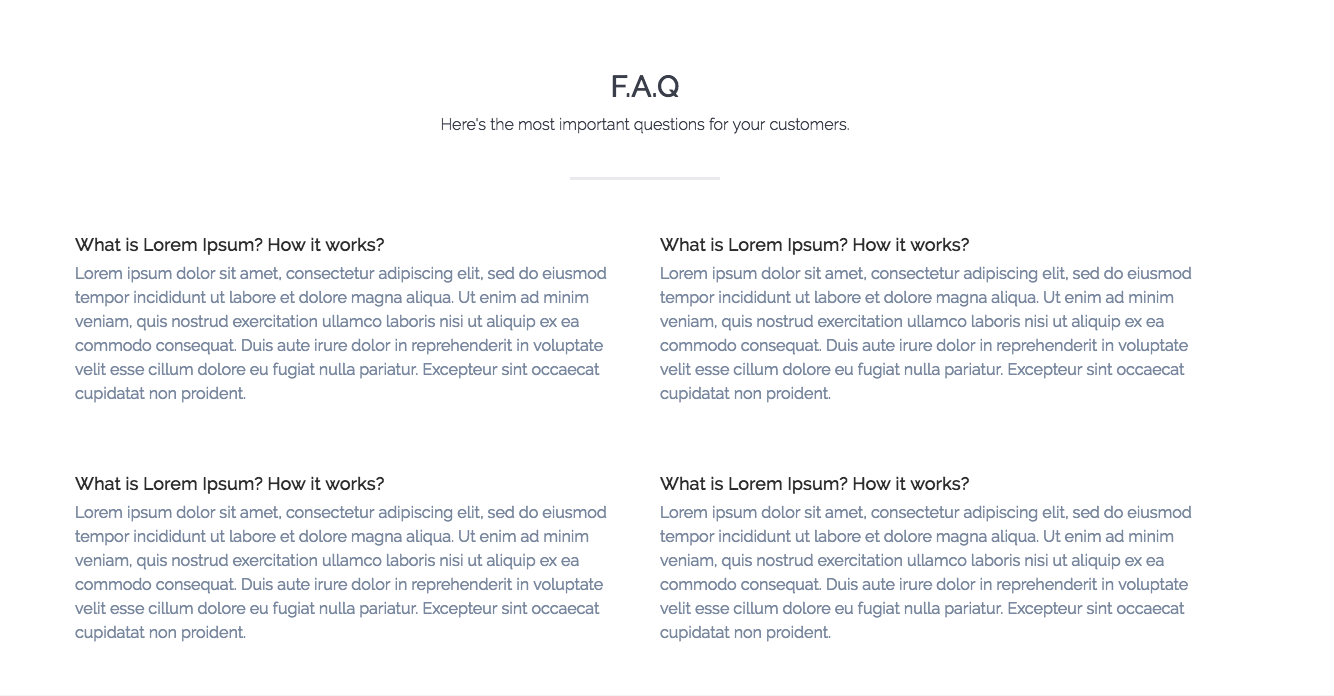 F.A.Q
Here's the most important questions for your customers.
What is Lorem Ipsum? How it works?
Lorem ipsum dolor sit amet, consectetur adipiscing elit, sed do eiusmod
tempor incididunt ut labore et dolore magna aliqua. Ut enim ad minim
veniam, quis nostrud exercitation ullamco laboris nisi ut aliquip ex ea
commodo consequat. Duis aute irure dolor in reprehenderit in voluptate
velit esse cillum dolore eu fugiat nulla pariatur. Excepteur sint occaecat
cupidatat non proident.
What is Lorem Ipsum? How it works?
Lorem ipsum dolor sit amet, consectetur adipiscing elit, sed do eiusmod
tempor incididunt ut labore et dolore magna aliqua. Ut enim ad minim
veniam, quis nostrud exercitation ullamco laboris nisi ut aliquip ex ea
commodo consequat. Duis aute irure dolor in reprehenderit in voluptate
velit esse cillum dolore eu fugiat nulla pariatur. Excepteur sint occaecat
cupidatat non proident.
What is Lorem Ipsum? How it works?
Lorem ipsum dolor sit amet, consectetur adipiscing elit, sed do eiusmod
tempor incididunt ut labore et dolore magna aliqua. Ut enim ad minim
veniam, quis nostrud exercitation ullamco laboris nisi ut aliquip ex ea
commodo consequat. Duis aute irure dolor in reprehenderit in voluptate
velit esse cillum dolore eu fugiat nulla pariatur. Excepteur sint occaecat
cupidatat non proident.
What is Lorem Ipsum? How it works?
Lorem ipsum dolor sit amet, consectetur adipiscing elit, sed do eiusmod
tempor incididunt ut labore et dolore magna aliqua. Ut enim ad minim
veniam, quis nostrud exercitation ullamco laboris nisi ut aliquip ex ea
commodo consequat. Duis aute irure dolor in reprehenderit in voluptate
velit esse cillum dolore eu fugiat nulla pariatur. Excepteur sint occaecat
cupidatat non proident.